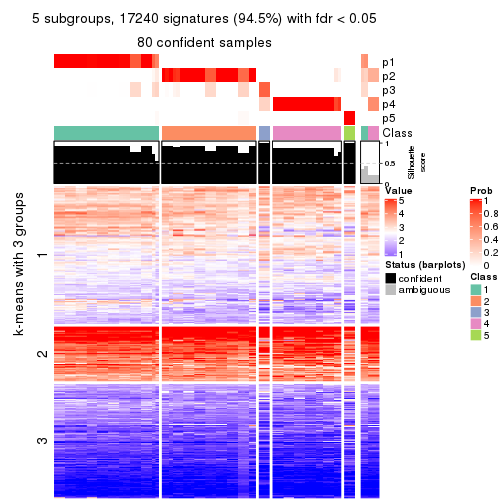 5 subgroups, 17240 signatures (94.5%) with fdr < 0.05
80 confident samples
p1
p2
p3
p4
p5
Class
1
0.5
0
Silhouette
score
k-means with 3 groups
1
2
3
Value
5
4
3
2
1
Status (barplots)
confident
ambiguous
Prob
1
0.8
0.6
0.4
0.2
0
Class
1
2
3
4
5